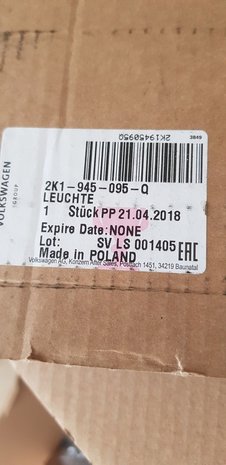 3849
2K1945095Q
VOLKSWAGEN
GROUP
2K1-945-095-Q
LEUCHTE
1 Stück PP 21.04.2018
Expire Date:NONE
Lot: SV LS 001405 EAC
Made in POLAND
Volkswagen AG, Konzern After Sales, Postfach 1451, 34219 Baunatal